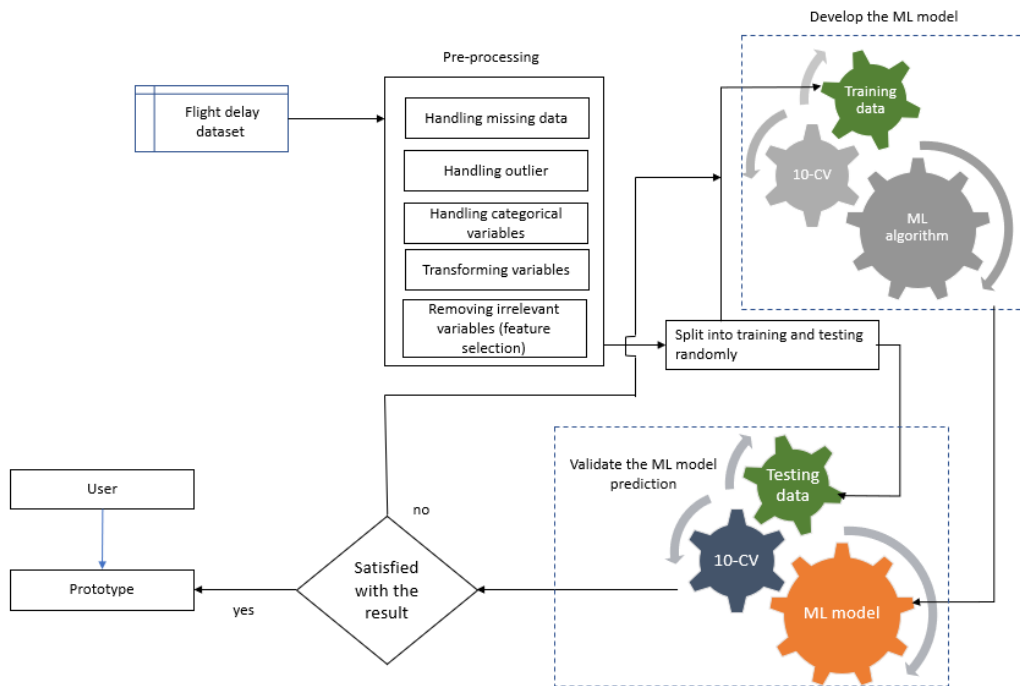 Develop the ML model
Pre-processing
Flight delay
dataset
Handling missing data
Handling outlier
Handling categorical
variables
Transforming variables
Removing irrelevant
variables (feature
selection)
Training
data
10-CV
ML
algorithm
Split into training and testing
randomly
Validate the ML model
prediction
Testing
data
10-CV
ML model
User
Prototype
no
Satisfied
with the
result
yes